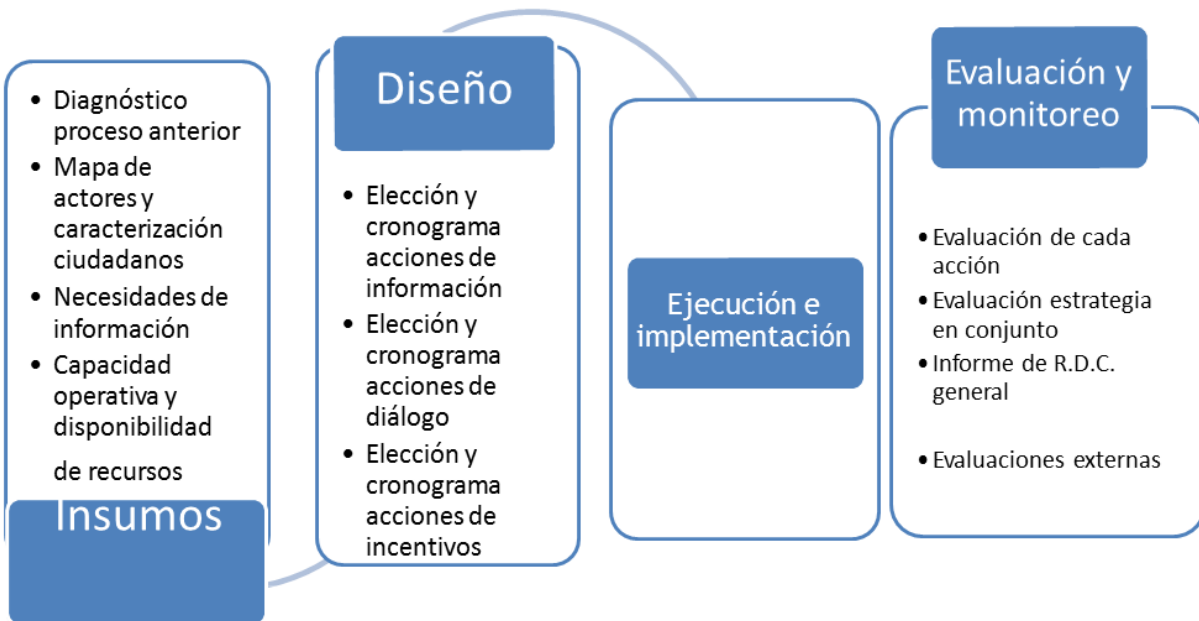 • Diagnóstico
proceso anterior
• Mapa de
actores y
caracterización
ciudadanos
• Necesidades de
información
• Capacidad
operativa y
disponibilidad
de recursos
Insumos
Diseño
• Elección y
cronograma
acciones de
información
• Elección y
cronograma
acciones de
diálogo
• Elección y
cronograma
acciones de
incentivos
Ejecución e
implementación
Evaluación y
monitoreo
• Evaluación de cada
acción
• Evaluación estrategia
en conjunto
• Informe de R.D.C.
general
• Evaluaciones externas